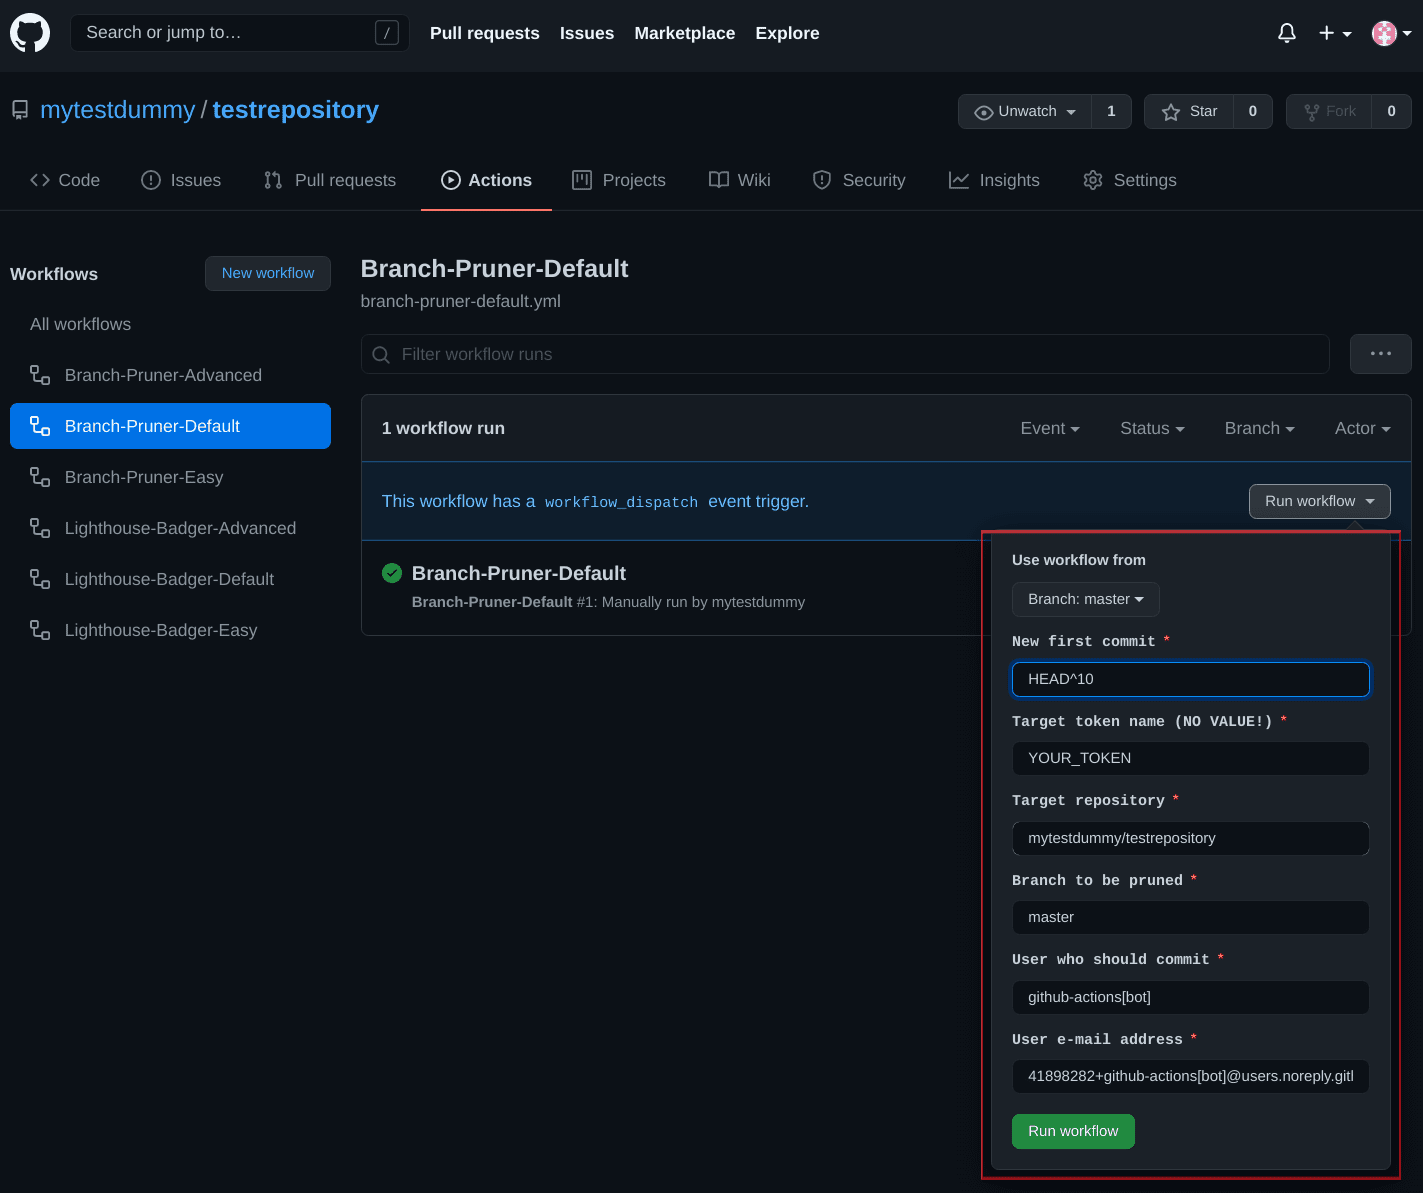 Search or jump to… /
Pull requests Issues Marketplace Explore
mytestdummy / testrepository
Unwatch 1 Star 0 Fork 0
Code Issues Pull requests Actions Projects Wiki Security Insights Settings
Workflows
New workflow
All workflows
Branch-Pruner-Advanced
Branch-Pruner-Default
Branch-Pruner-Easy
Lighthouse-Badger-Advanced
Lighthouse-Badger-Default
Lighthouse-Badger-Easy
Branch-Pruner-Default
branch-pruner-default.yml
Filter workflow runs
1 workflow run
Event Status Branch Actor
This workflow has a workflow_dispatch event trigger.
Run workflow
Branch-Pruner-Default
Branch-Pruner-Default #1: Manually run by mytestdummy
Use workflow from
Branch: master
New first commit *
HEAD^10
Target token name (NO VALUE!) *
YOUR_TOKEN
Target repository *
mytestdummy/testrepository
Branch to be pruned *
master
User who should commit *
github-actions[bot]
User e-mail address *
41898282+github-actions[bot]@users.noreply.gitl
Run workflow